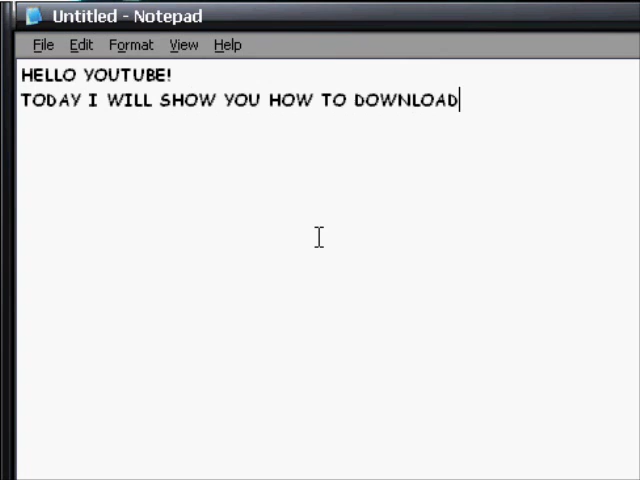 Untitled - Notepad
File Edit Format View Help
HELLO YOUTUBE!
TODAY I WILL SHOW YOU HOW TO DOWNLOAD